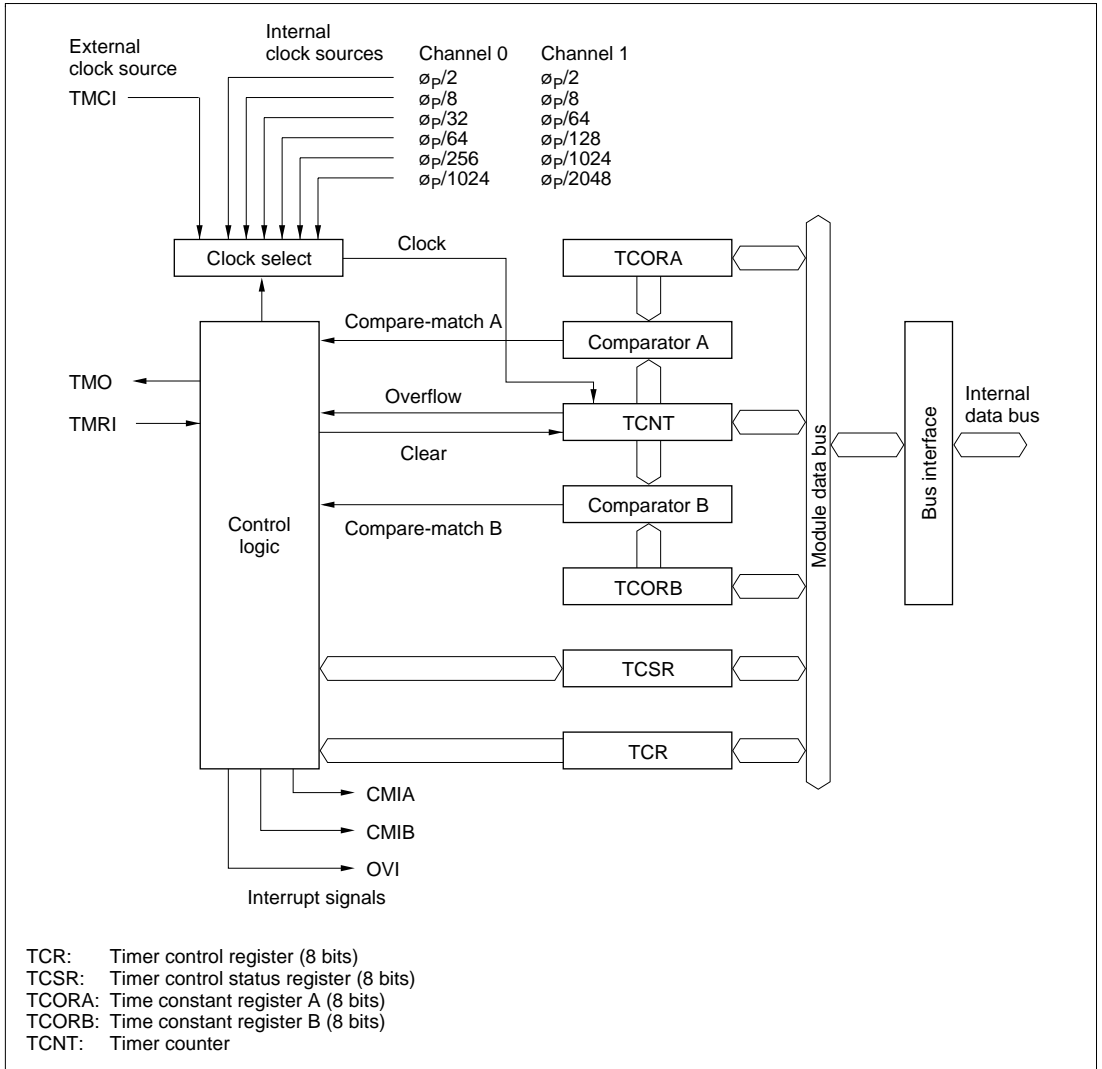 External
clock source
TMCI
Internal
clock sources
Channel 0 Channel 1
øP/2 øP/2
øP/8 øP/8
øP/32 øP/64
øP/64 øP/128
øP/256 øP/1024
øP/1024 øP/2048
Clock select
Clock
TCORA
Compare-match A
Comparator A
TMO
TMRI
Overflow
TCNT
Clear
Internal
data bus
Module data bus
Bus interface
Control
logic
Comparator B
Compare-match B
TCORB
TCSR
TCR
CMIA
CMIB
OVI
Interrupt signals
TCR: Timer control register (8 bits)
TCSR: Timer control status register (8 bits)
TCORA: Time constant register A (8 bits)
TCORB: Time constant register B (8 bits)
TCNT: Timer counter